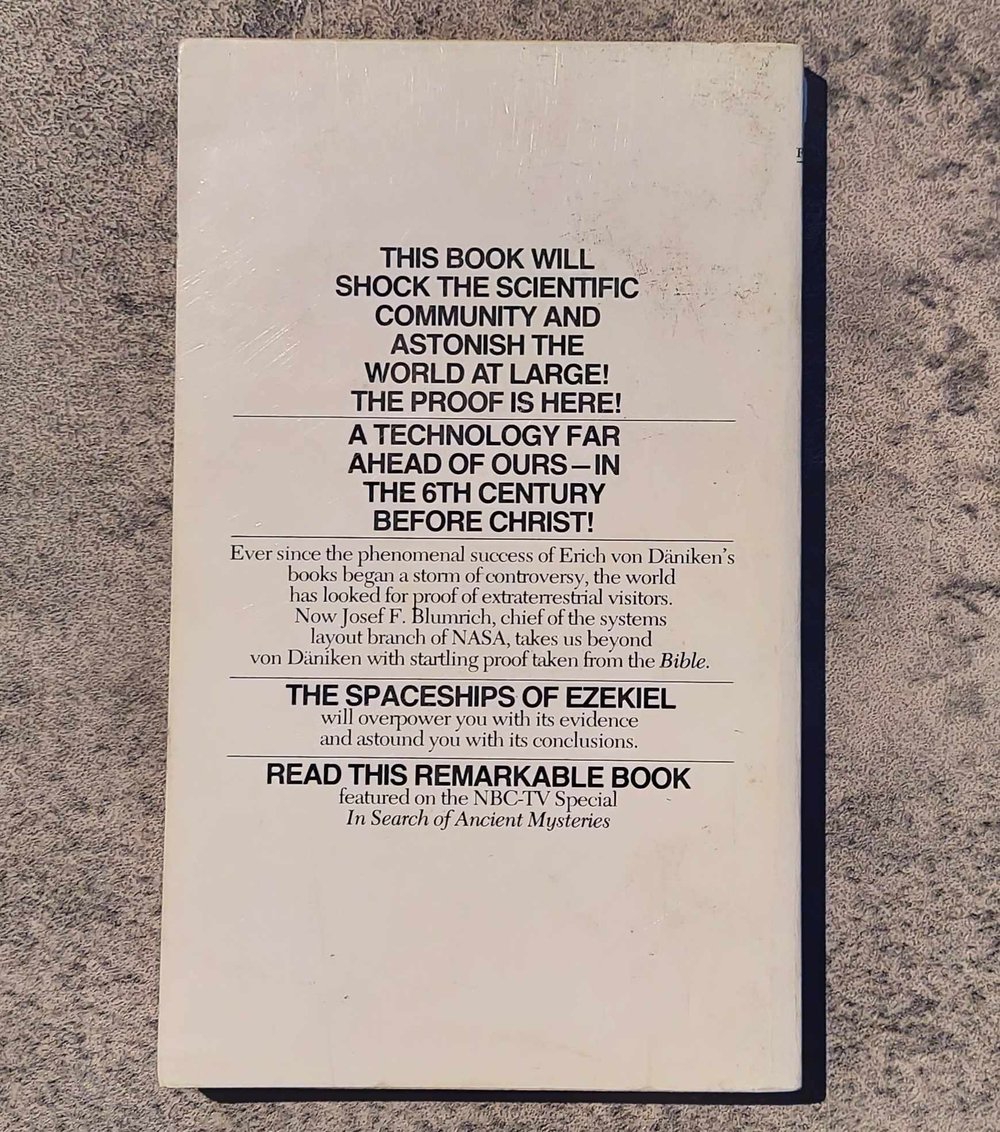 THIS BOOK WILL
SHOCK THE SCIENTIFIC
COMMUNITY AND
ASTONISH THE
WORLD AT LARGE!
THE PROOF IS HERE!
A TECHNOLOGY FAR
AHEAD OF OURS—IN
THE 6TH CENTURY
BEFORE CHRIST!
Ever since the phenomenal success of Erich von Däniken's
books began a storm of controversy, the world
has looked for proof of extraterrestrial visitors.
Now Josef F. Blumrich, chief of the systems
layout branch of NASA, takes us beyond
von Däniken with startling proof taken from the Bible.
THE SPACESHIPS OF EZEKIEL
will overpower you with its evidence
and astound you with its conclusions.
READ THIS REMARKABLE BOOK
featured on the NBC-TV Special
In Search of Ancient Mysteries